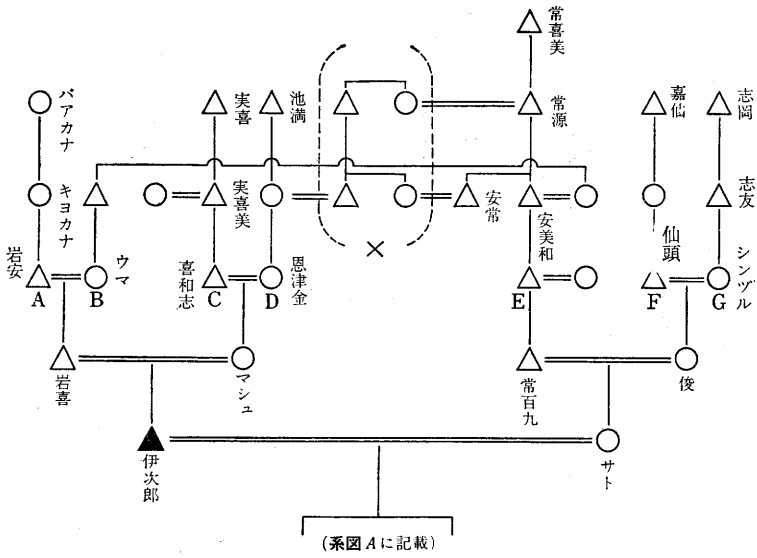 常喜美
バアカナ
実喜
池満
常源
嘉仙
志岡
キヨカナ
実喜美
安常
安美和
志友
仙頭
岩安
A
B
ウマ
喜和志
C
D
恩津金
×
E
F
G
シンヅル
岩喜
マシュ
常百九
俊
伊次郎
サト
(系図Aに記載)